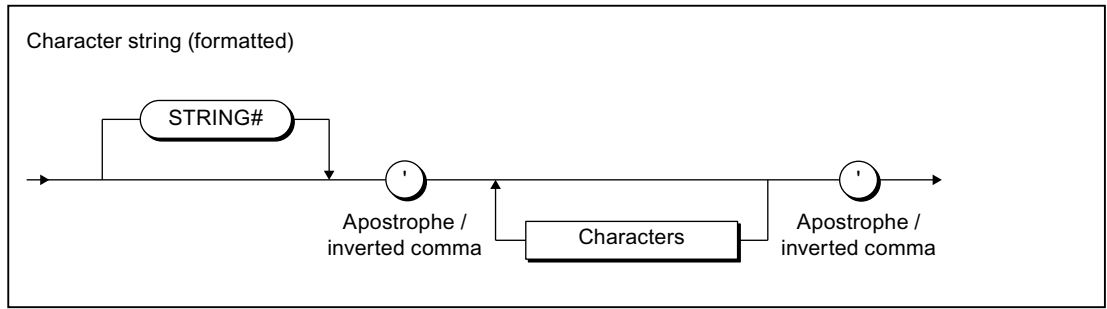 Character string (formatted)
STRING#
'
'
Apostrophe /
inverted comma
Characters
Apostrophe /
inverted comma